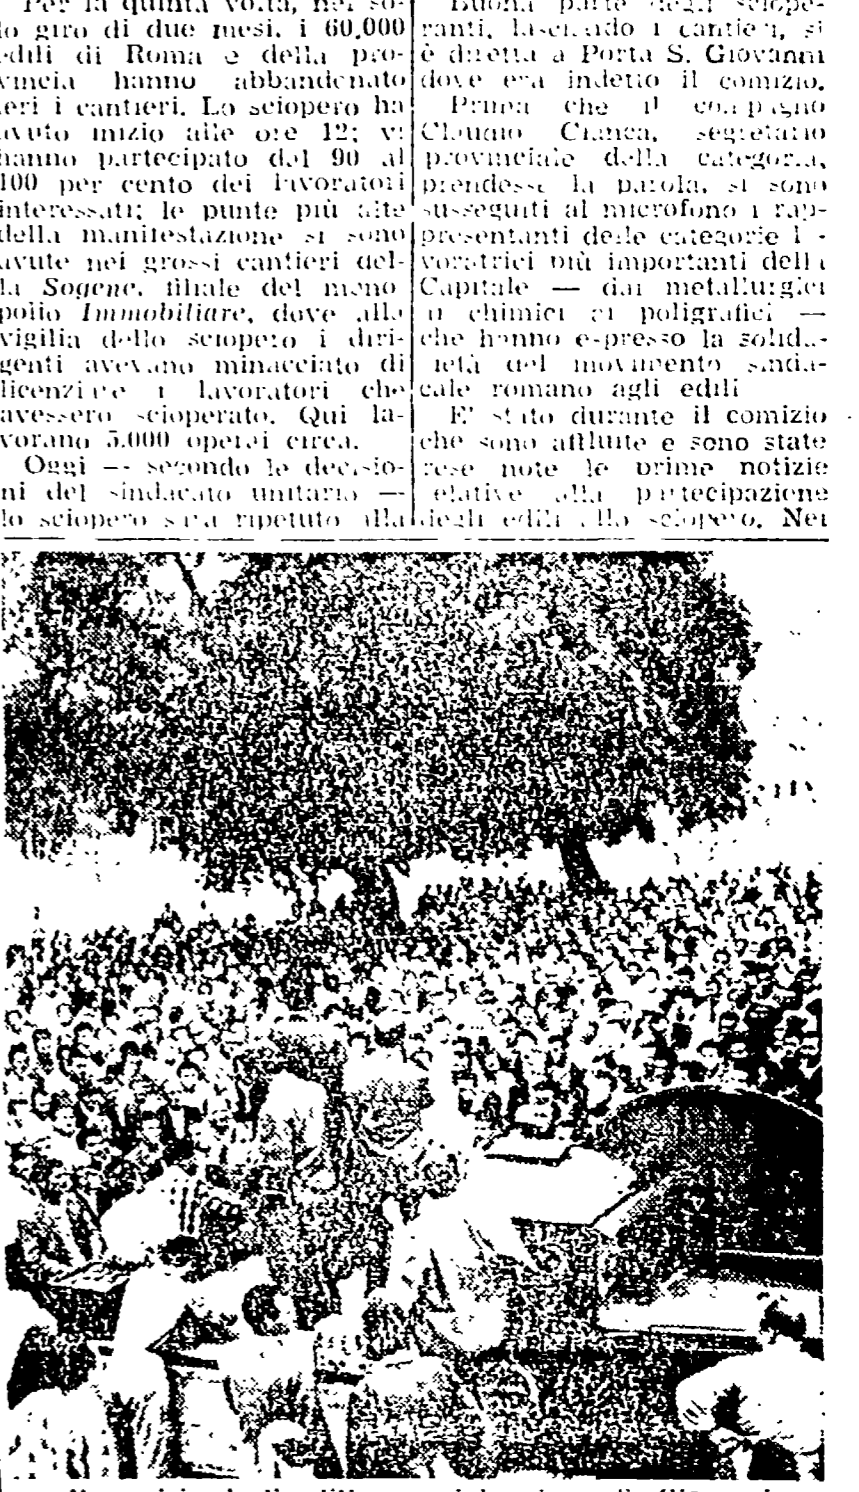 Per la quinta volta, nel so-
lo giro di due mesi, i 60.000
edili di Roma e della pro-
vincia hanno abbandonato
ieri i cantieri. Lo sciopero ha
avuto inizio alle ore 12; vi
hanno partecipato dal 90 al
100 per cento dei lavoratori
interessati; le punte più alte
della manifestazione si sono
avute nei grossi cantieri del-
la Sogene, filiale del mono-
polio Immobiliare, dove alla
vigilia dello sciopero i diri-
genti avevano minacciato di
licenziare i lavoratori che
avessero scioperato. Qui la-
vorano 5.000 operai circa.
Oggi — secondo le decisio-
ni del sindacato unitario —
lo sciopero sarà ripetuto alla
Buona parte degli sciope-
ranti, lasciando i cantieri, si
è diretta a Porta S. Giovanni
dove era indetto il comizio.
Prima che il compagno
Claudio Cianca, segretario
provinciale della categoria,
prendesse la parola, si sono
susseguiti al microfono i rap-
presentanti delle categorie la-
voratrici più importanti della
Capitale — dai metallurgici
ai chimici ai poligrafici —
che hanno espresso la solida-
rietà del movimento sinda-
cale romano agli edili
E' stato durante il comizio
che sono affluite e sono state
rese note le prime notizie
relative alla partecipazione
degli edili allo sciopero. Nei